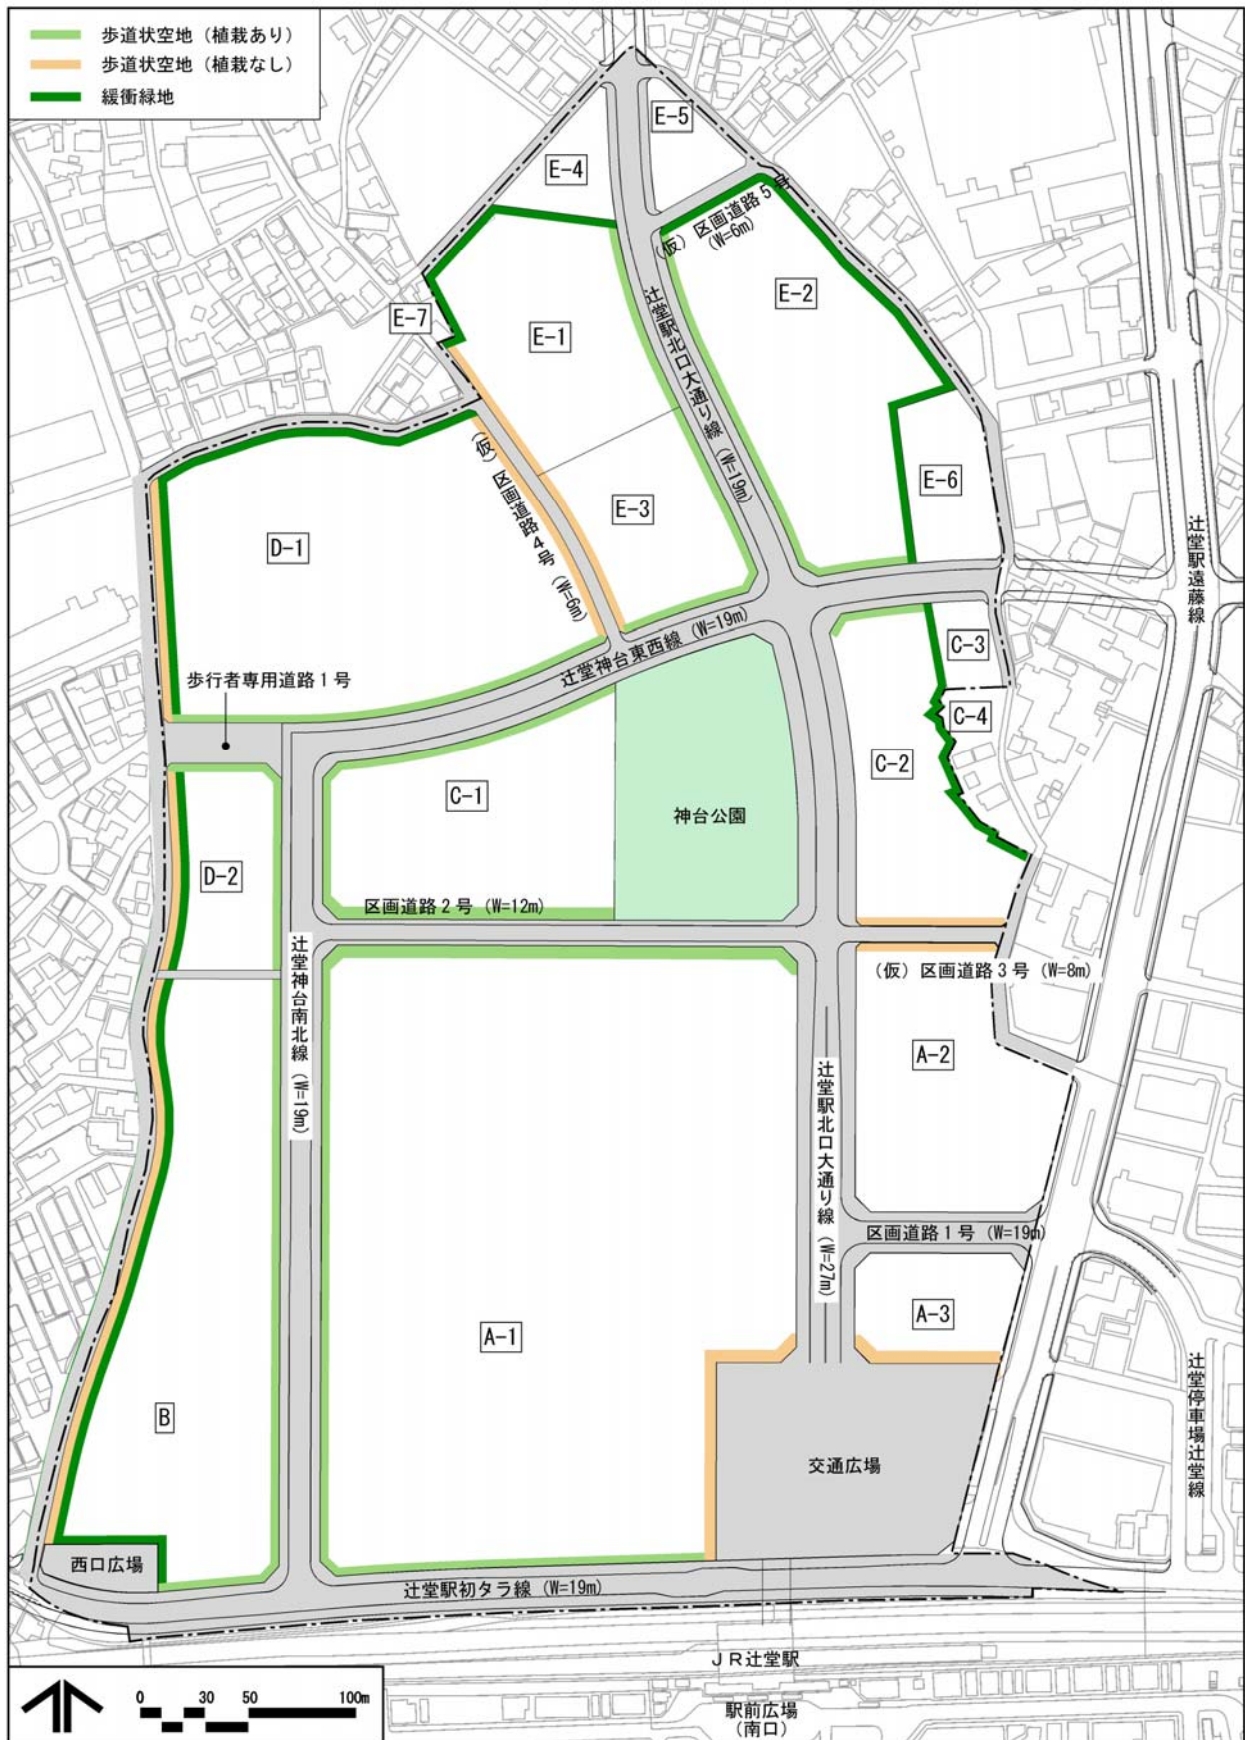 歩道状空地（植栽あり）
歩道状空地（植栽なし）
緩衝緑地
E-5
E-4
（仮）区画道路５号
(W=6m)
E-2
E-7
E-1
辻堂駅北口大通り線（W=19m）
E-6
E-3
（仮）区画道路４号（W=6m）
D-1
辻堂駅遠藤線
辻堂神台東西線（W=19m）
C-3
歩行者専用道路１号
C-4
C-2
C-1
神台公園
D-2
区画道路２号（W=12m）
辻堂神台南北線（W=19m）
（仮）区画道路３号（W=8m）
A-2
辻堂駅北口大通り線（W=27m）
区画道路１号（W=19m）
A-3
A-1
辻堂停車場辻堂線
B
交通広場
西口広場
辻堂駅初タラ線（W=19m）
ＪＲ辻堂駅
0 30 50 100m
駅前広場
（南口）